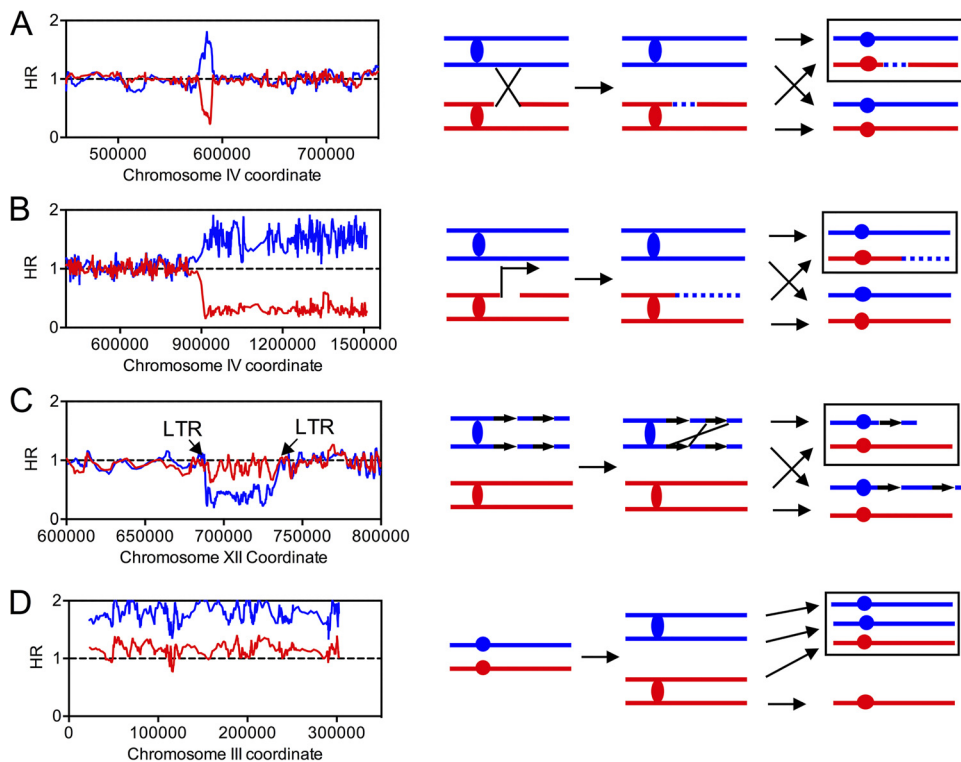 A
HR
2
1
0
500000 600000 700000
Chromosome IV coordinate
B
HR
2
1
0
600000 900000 1200000 1500000
Chromosome IV coordinate
C
HR
2
1
0
LTR
LTR
600000 650000 700000 750000 800000
Chromosome XII Coordinate
D
HR
2
1
0
0 100000 200000 300000
Chromosome III coordinate